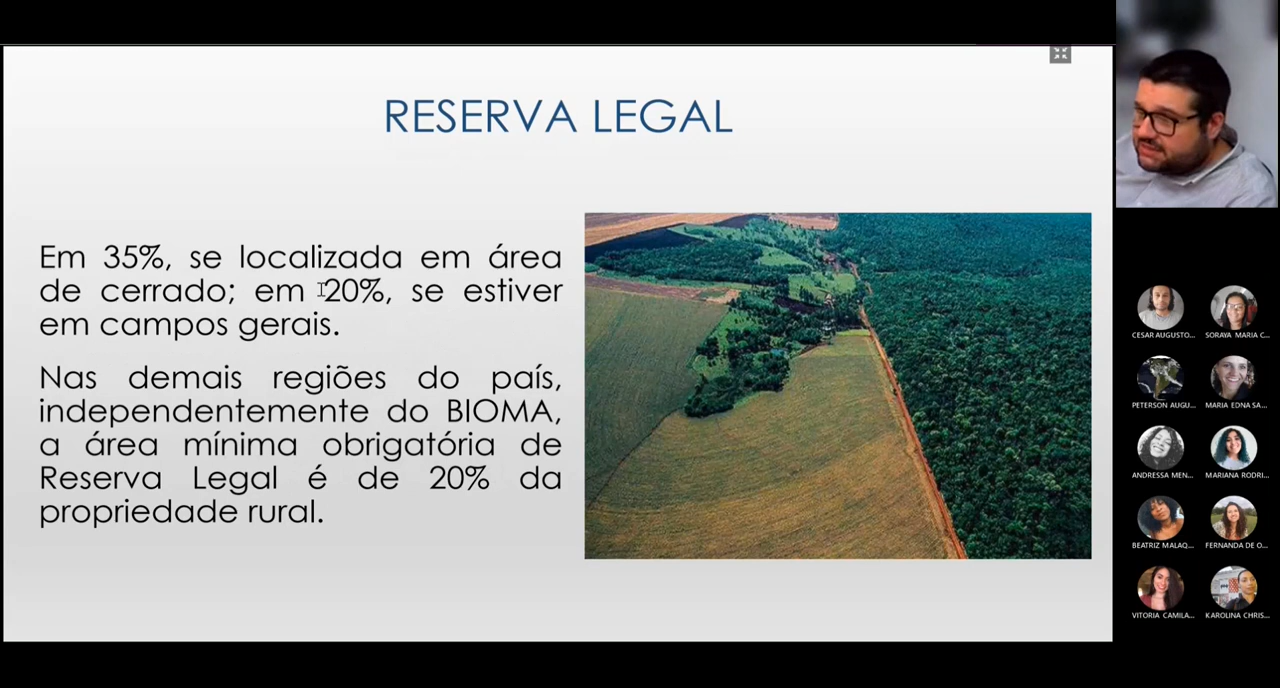 RESERVA LEGAL
Em 35%, se localizada em área
de cerrado; em 20%, se estiver
em campos gerais.
Nas demais regiões do país,
independentemente do BIOMA,
a área mínima obrigatória de
Reserva Legal é de 20% da
propriedade rural.
CESAR AUGUSTO...
SORAYA MARIA C...
PETERSON AUGU...
MARIA EDNA SA...
ANDRESSA MEN...
MARIANA RODRI...
BEATRIZ MALAQ...
FERNANDA DE O...
VITORIA CAMILA...
KAROLINA CHRIS...